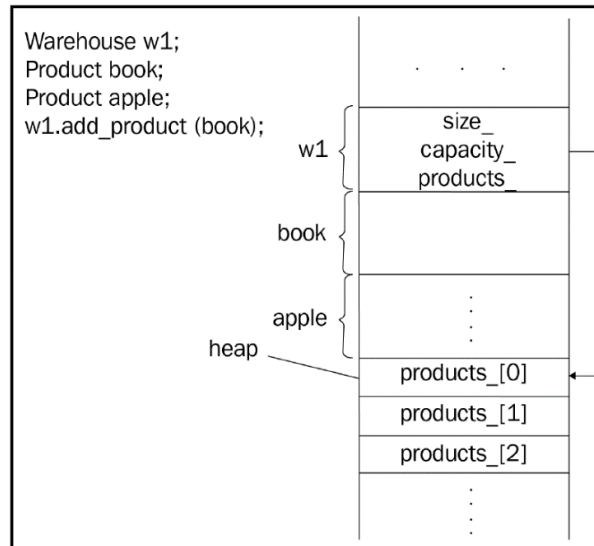 Warehouse w1;
Product book;
Product apple;
w1.add_product (book);
. . .
w1
size_
capacity_
products_
book
apple
heap
products_[0]
products_[1]
products_[2]